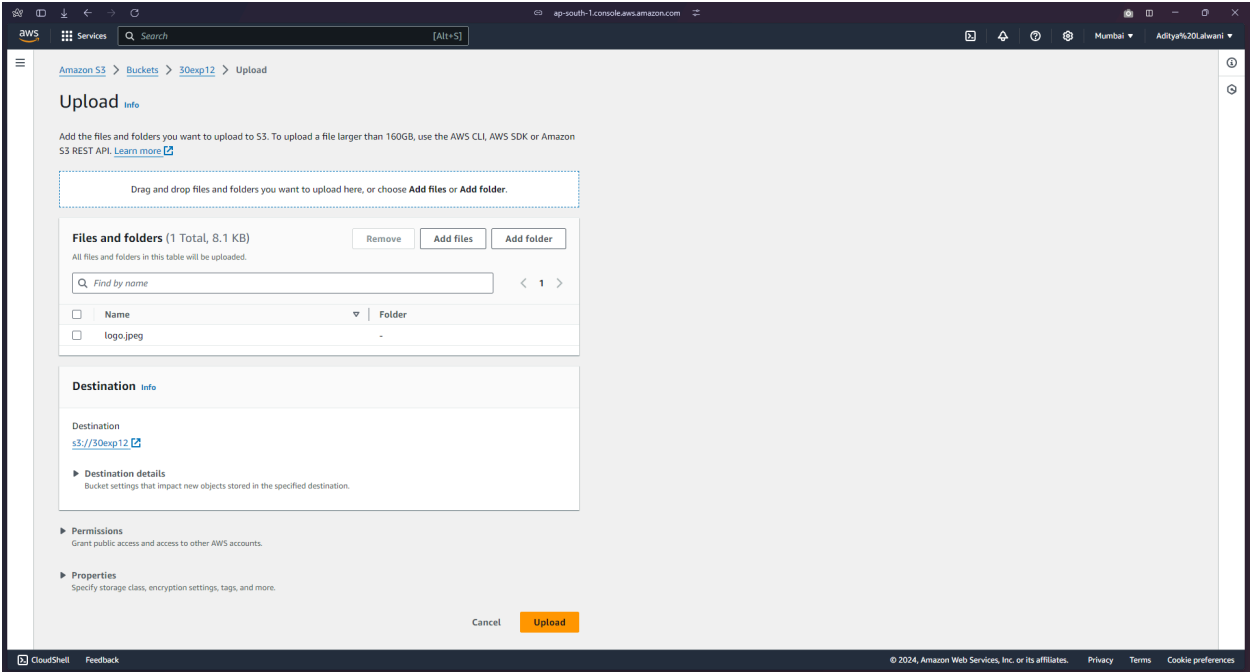 ap-south-1.console.aws.amazon.com
aws Services Search [Alt+S] Mumbai Aditya%20Lalwani
Amazon S3 > Buckets > 30exp12 > Upload
Upload Info
Add the files and folders you want to upload to S3. To upload a file larger than 160GB, use the AWS CLI, AWS SDK or Amazon
S3 REST API. Learn more
Drag and drop files and folders you want to upload here, or choose Add files or Add folder.
Files and folders (1 Total, 8.1 KB) Remove Add files Add folder
All files and folders in this table will be uploaded.
Find by name < 1 >
Name Folder
logo.jpeg -
Destination Info
Destination
s3://30exp12
Destination details
Bucket settings that impact new objects stored in the specified destination.
Permissions
Grant public access and access to other AWS accounts.
Properties
Specify storage class, encryption settings, tags, and more.
Cancel Upload
CloudShell Feedback © 2024, Amazon Web Services, Inc. or its affiliates. Privacy Terms Cookie preferences